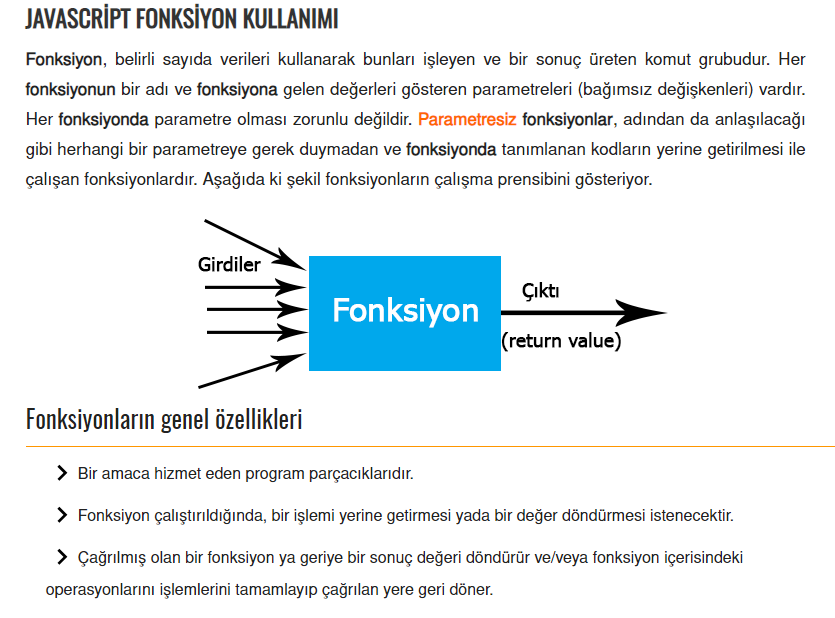 JAVASCRİPT FONKSİYON KULLANIMI
Fonksiyon, belirli sayıda verileri kullanarak bunları işleyen ve bir sonuç üreten komut grubudur. Her
fonksiyonun bir adı ve fonksiyona gelen değerleri gösteren parametreleri (bağımsız değişkenleri) vardır.
Her fonksiyonda parametre olması zorunlu değildir. Parametresiz fonksiyonlar, adından da anlaşılacağı
gibi herhangi bir parametreye gerek duymadan ve fonksiyonda tanımlanan kodların yerine getirilmesi ile
çalışan fonksiyonlardır. Aşağıda ki şekil fonksiyonların çalışma prensibini gösteriyor.
Girdiler
Fonksiyon
Çıktı
(return value)
Fonksiyonların genel özellikleri
Bir amaca hizmet eden program parçacıklarıdır.
Fonksiyon çalıştırıldığında, bir işlemi yerine getirmesi yada bir değer döndürmesi istenecektir.
Çağrılmış olan bir fonksiyon ya geriye bir sonuç değeri döndürür ve/veya fonksiyon içerisindeki
operasyonlarını işlemlerini tamamlayıp çağrılan yere geri döner.